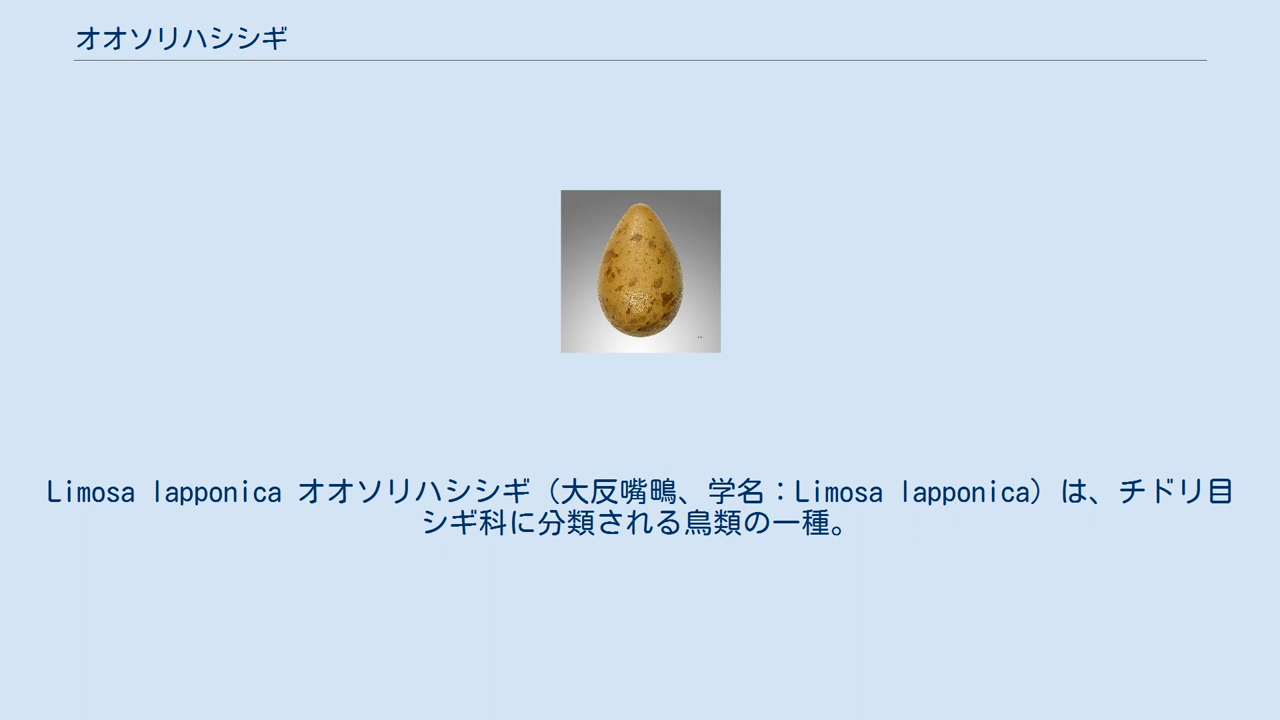 オオソリハシシギ
Limosa lapponica オオソリハシシギ（大反嘴鴫、学名：Limosa lapponica）は、チドリ目
シギ科に分類される鳥類の一種。